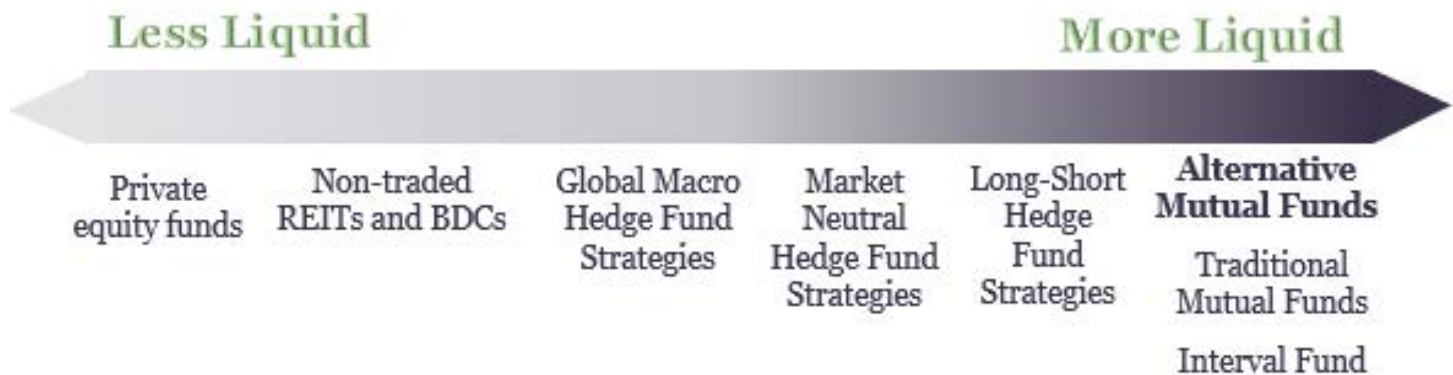 Less Liquid
More Liquid
Private
equity funds
Non-traded
REITs and BDCs
Global Macro
Hedge Fund
Strategies
Market
Neutral
Hedge Fund
Strategies
Long-Short
Hedge
Fund
Strategies
Alternative
Mutual Funds
Traditional
Mutual Funds
Interval Fund